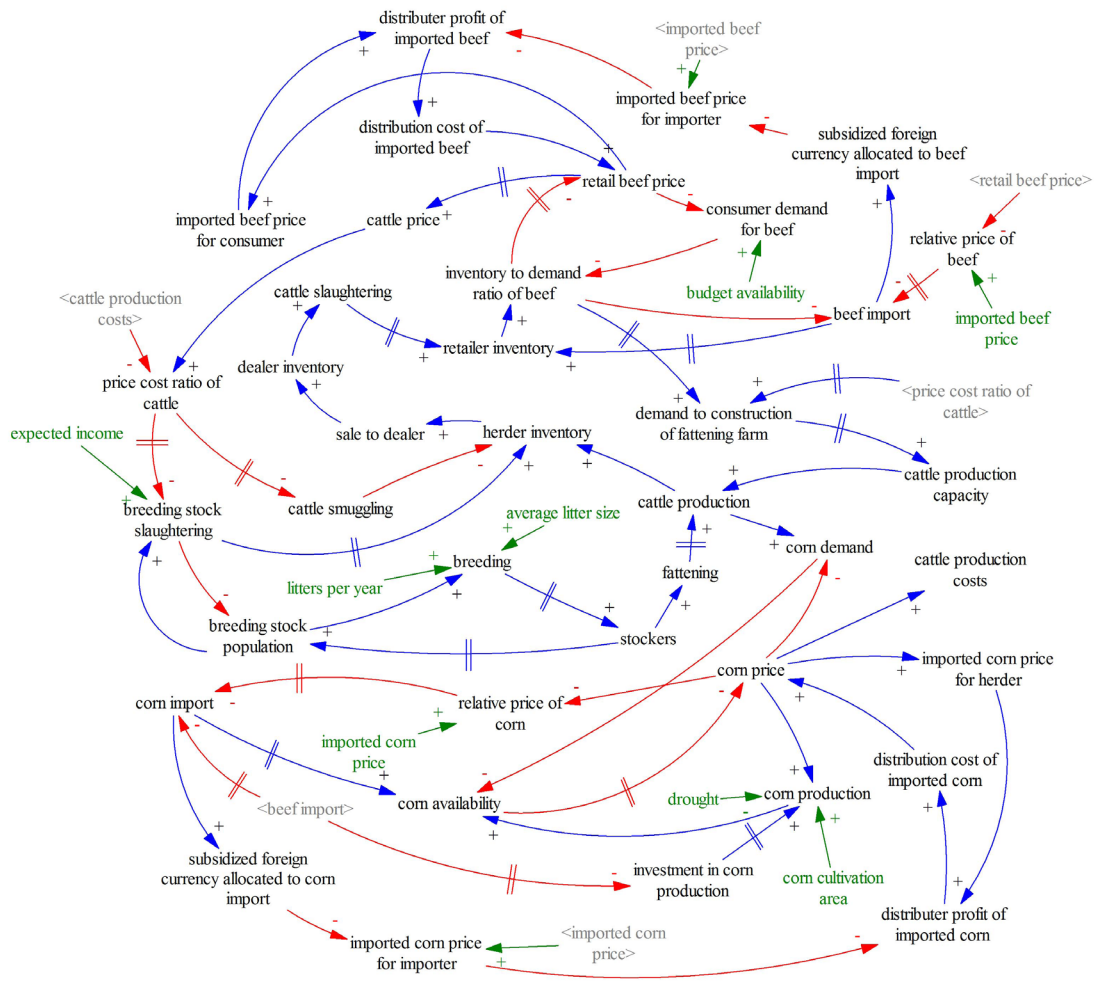 distributer profit of
imported beef
<imported beef
price>
imported beef price
for importer
distribution cost of
imported beef
subsidized foreign
currency allocated to beef
import
<retail beef price>
retail beef price
imported beef price
for consumer
cattle price
consumer demand
for beef
relative price of
beef
inventory to demand
ratio of beef
budget availability
<cattle production
costs>
cattle slaughtering
beef import
imported beef
price
retailer inventory
dealer inventory
price cost ratio of
cattle
<price cost ratio of
cattle>
demand to construction
of fattening farm
expected income
sale to dealer
herder inventory
cattle production
capacity
breeding stock
slaughtering
cattle smuggling
cattle production
average litter size
corn demand
cattle production
costs
breeding
litters per year
fattening
breeding stock
population
stockers
corn price
imported corn price
for herder
corn import
relative price of
corn
imported corn
price
distribution cost of
imported corn
<beef import>
corn availability
drought
corn production
subsidized foreign
currency allocated to corn
import
investment in corn
production
corn cultivation
area
distributer profit of
imported corn
imported corn price
for importer
<imported corn
price>